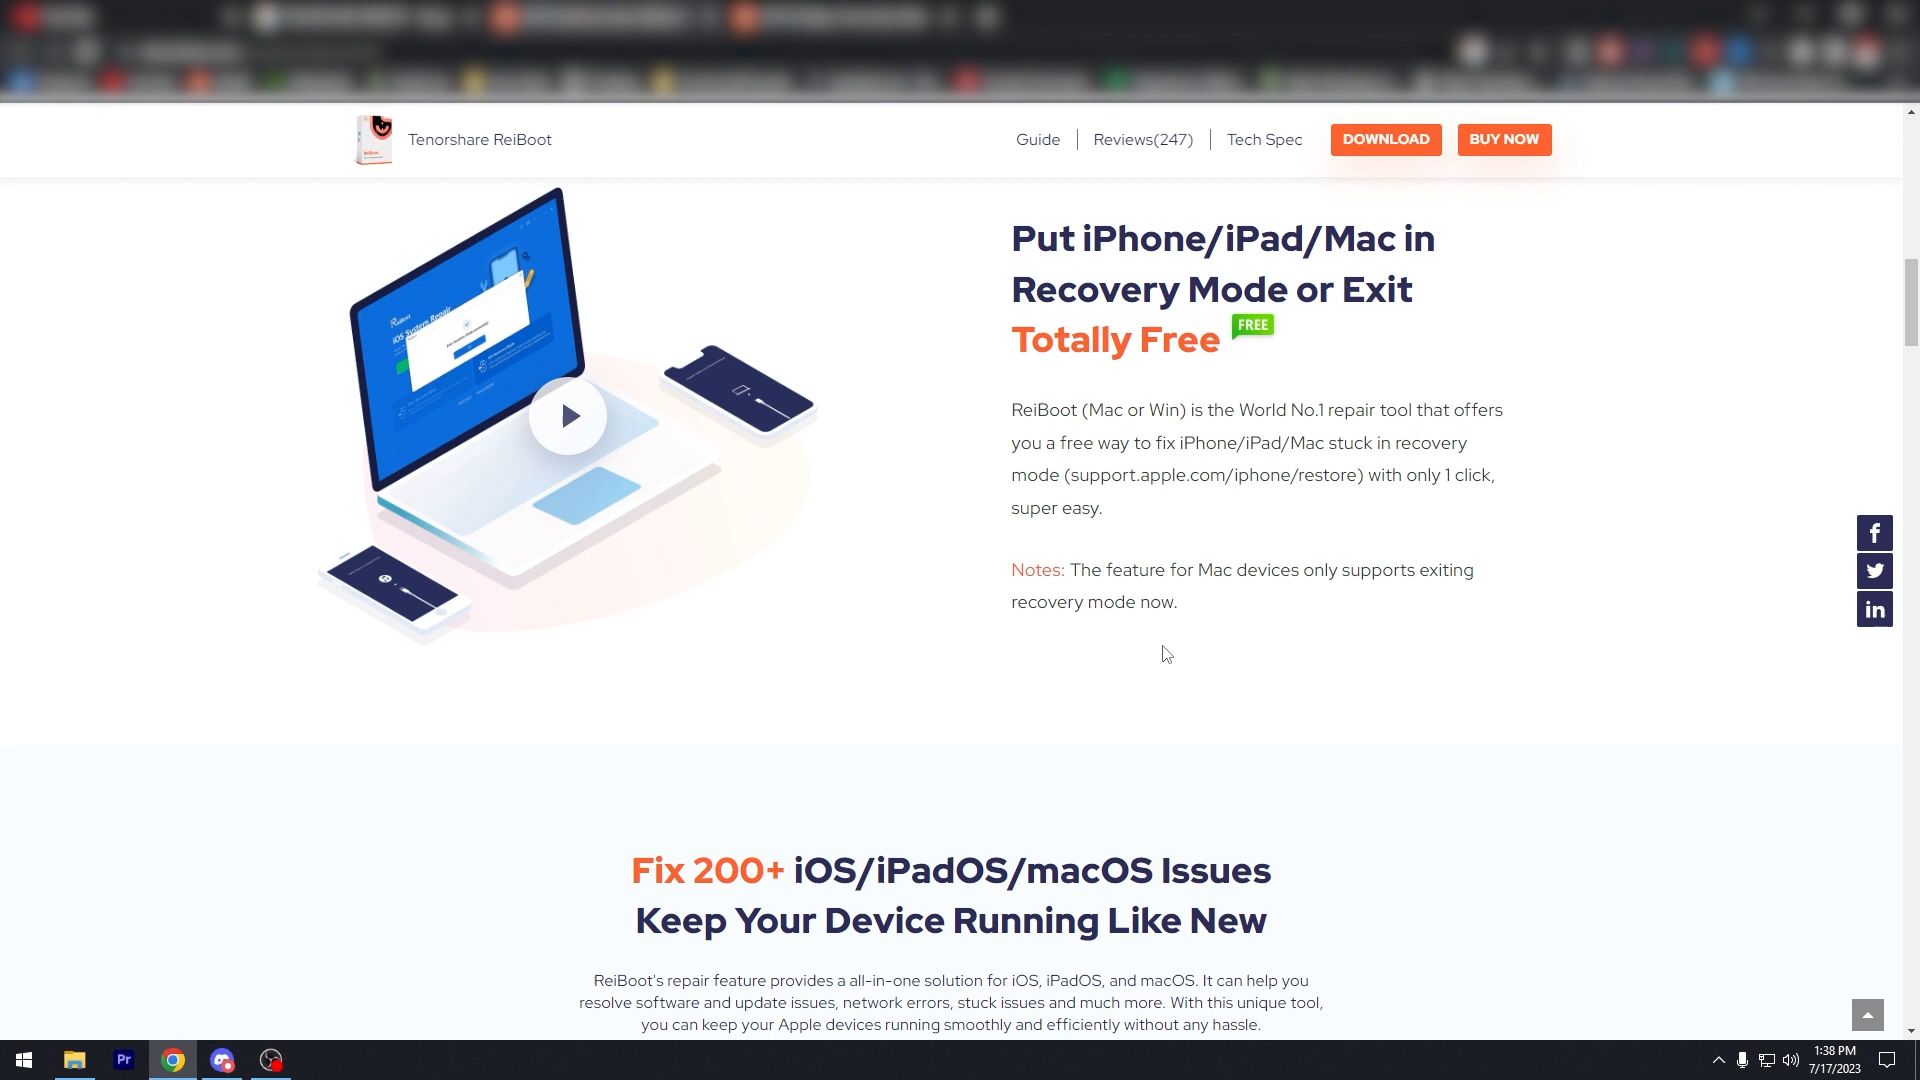 Tenorshare ReiBoot
Guide
Reviews(247)
Tech Spec
DOWNLOAD
BUY NOW
ReiBoot
iOS System Repair
Put iPhone/iPad/Mac in
Recovery Mode or Exit
Totally Free
FREE
ReiBoot (Mac or Win) is the World No.1 repair tool that offers
you a free way to fix iPhone/iPad/Mac stuck in recovery
mode (support.apple.com/iphone/restore) with only 1 click,
super easy.
Notes: The feature for Mac devices only supports exiting
recovery mode now.
Fix 200+ iOS/iPadOS/macOS Issues
Keep Your Device Running Like New
ReiBoot's repair feature provides a all-in-one solution for iOS, iPadOS, and macOS. It can help you
resolve software and update issues, network errors, stuck issues and much more. With this unique tool,
you can keep your Apple devices running smoothly and efficiently without any hassle.
Pr
1:38 PM
7/17/2023